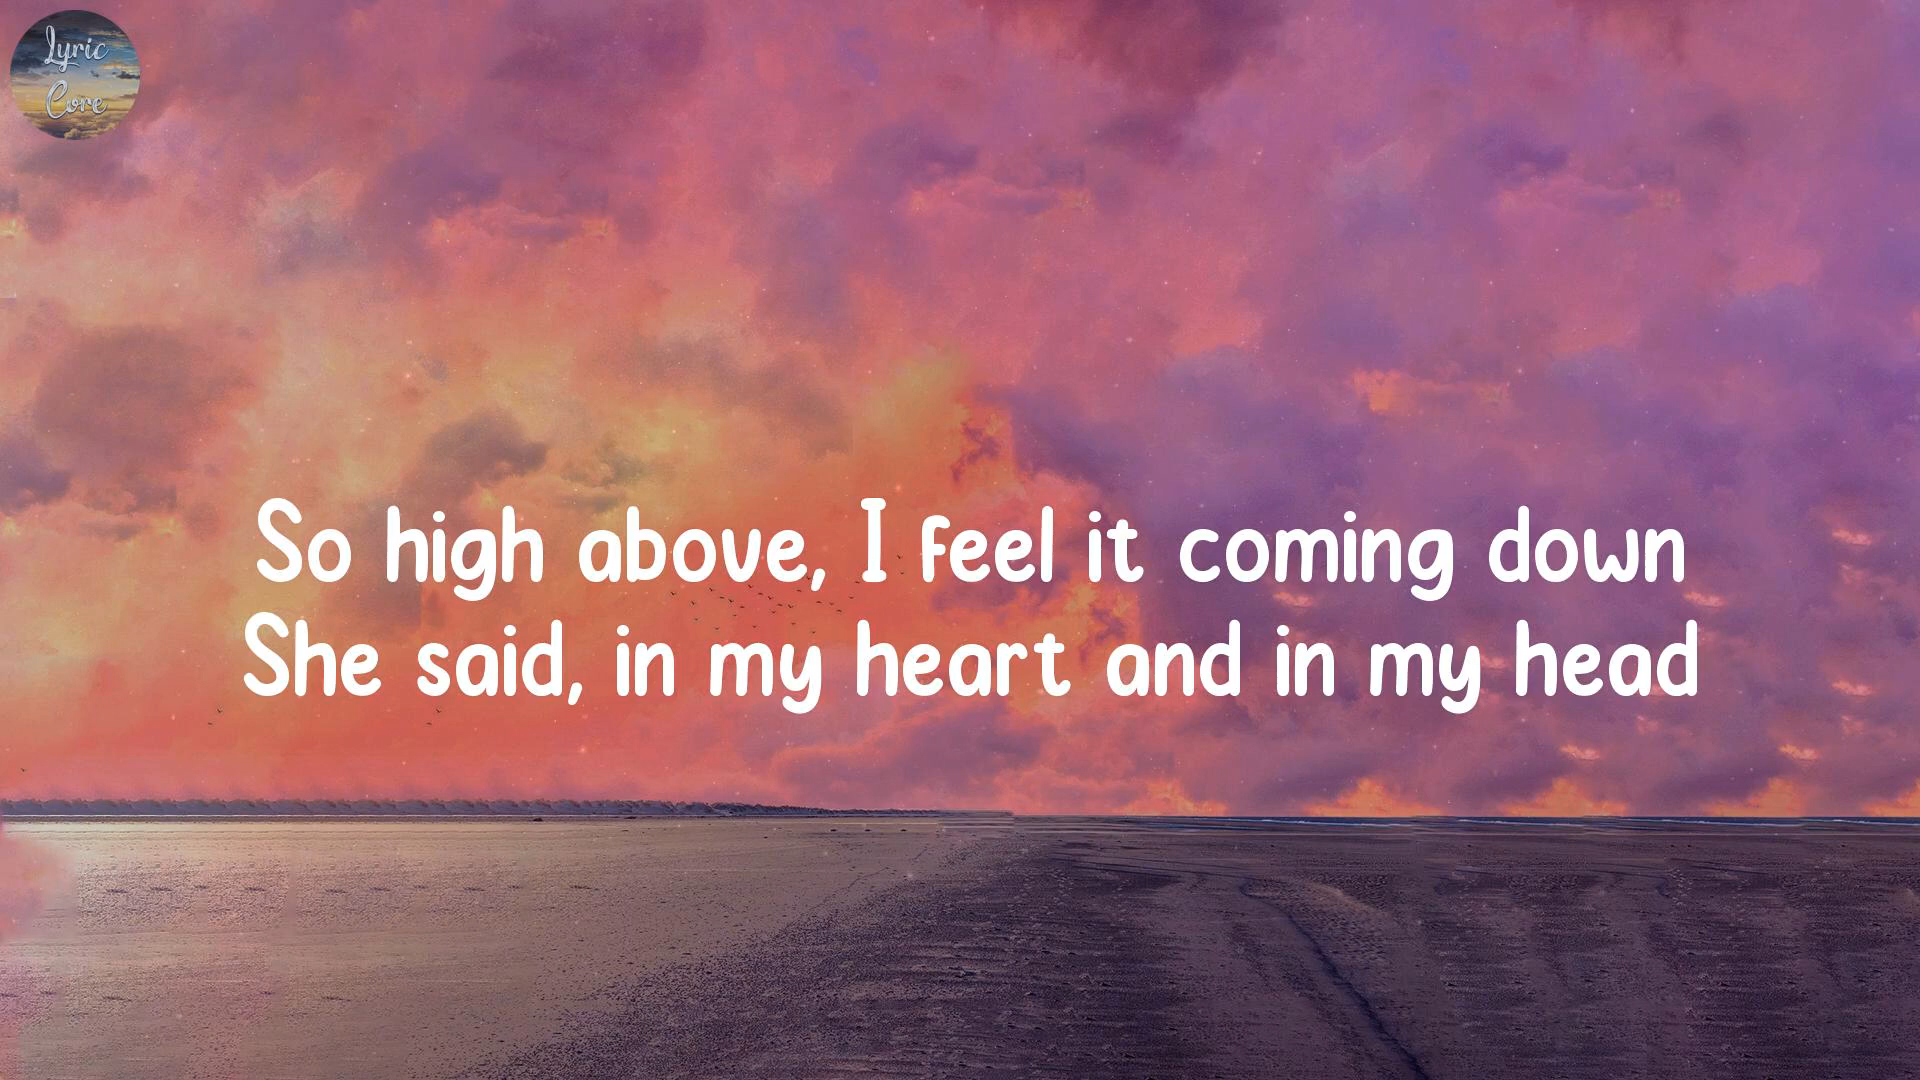 Lyric
Core
So high above, I feel it coming down
She said, in my heart and in my head